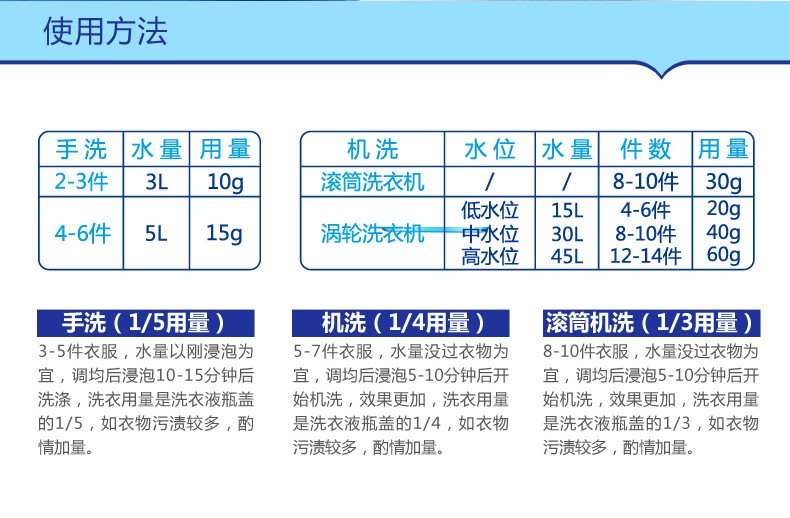 使用方法
手洗 水量 用量
2-3件 3L 10g
4-6件 5L 15g
机洗 水位 水量 件数 用量
滚筒洗衣机 / / 8-10件 30g
涡轮洗衣机 低水位 15L 4-6件 20g
中水位 30L 8-10件 40g
高水位 45L 12-14件 60g
手洗（1/5用量）
3-5件衣服，水量以刚浸泡为
宜，调均后浸泡10-15分钟后
洗涤，洗衣用量是洗衣液瓶盖
的1/5，如衣物污渍较多，酌
情加量。
机洗（1/4用量）
5-7件衣服，水量没过衣物为
宜，调均后浸泡5-10分钟后开
始机洗，效果更加，洗衣用量
是洗衣液瓶盖的1/4，如衣物
污渍较多，酌情加量。
滚筒机洗（1/3用量）
8-10件衣服，水量没过衣物为
宜，调均后浸泡5-10分钟后开
始机洗，效果更加，洗衣用量
是洗衣液瓶盖的1/3，如衣物
污渍较多，酌情加量。